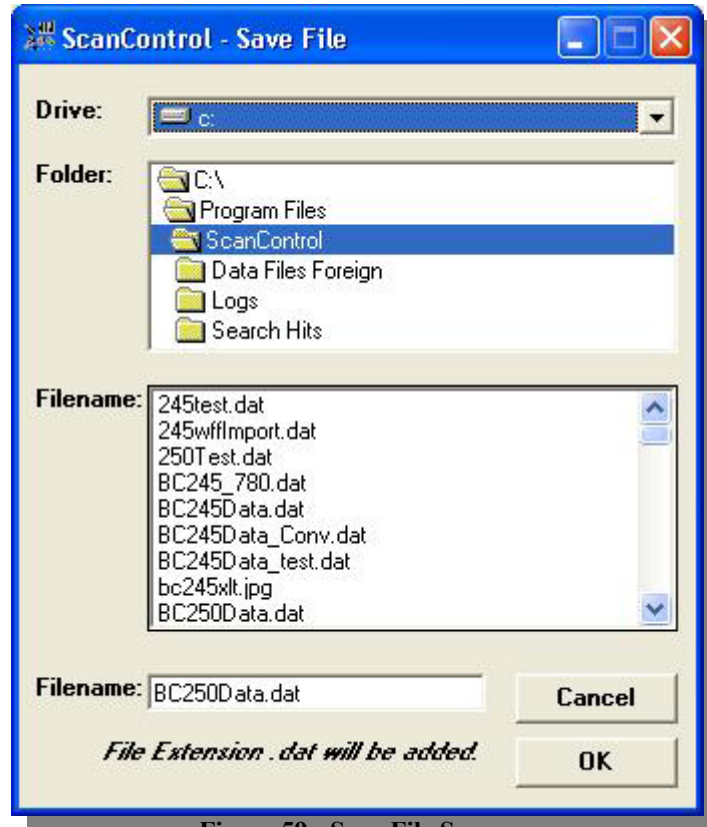 ScanControl - Save File
Drive: c:
Folder: C:\
Program Files
ScanControl
Data Files Foreign
Logs
Search Hits
Filename: 245test.dat
245wffImport.dat
250Test.dat
BC245_780.dat
BC245Data.dat
BC245Data_Conv.dat
BC245Data_test.dat
bc245xlt.jpg
BC250Data.dat
Filename: BC250Data.dat
Cancel
File Extension .dat will be added.
OK